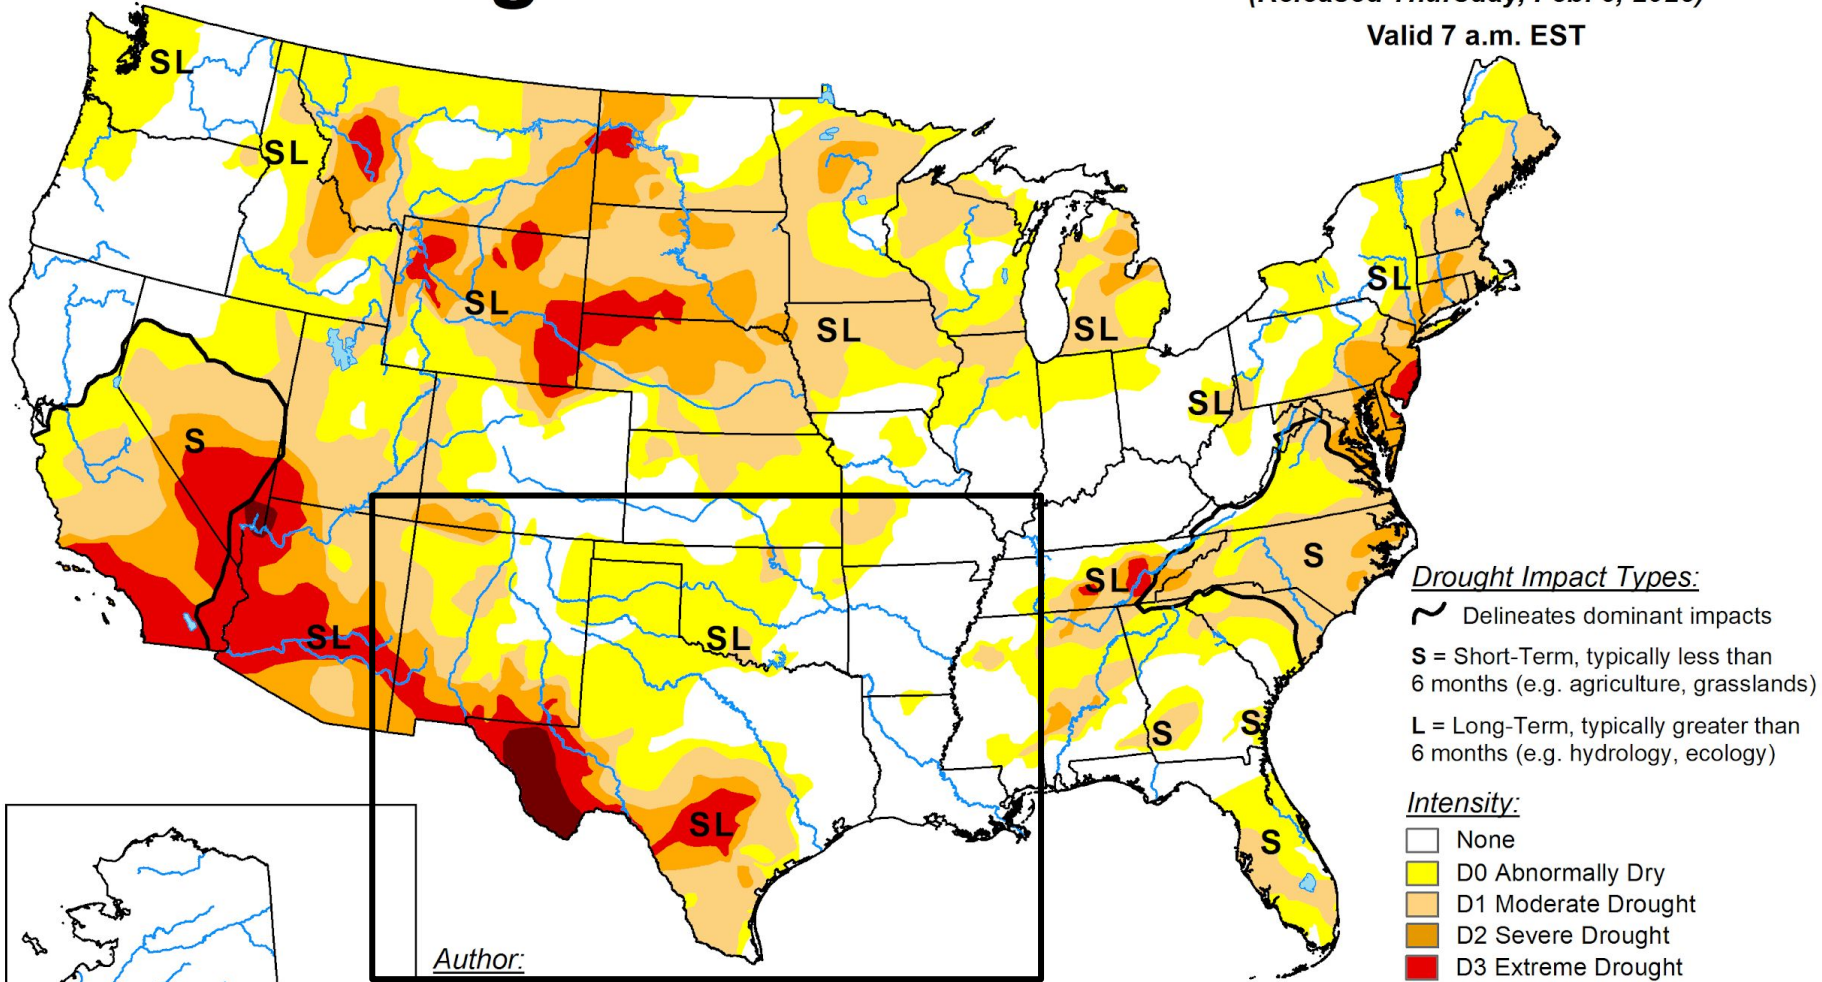 Valid 7 a.m. EST
SL
SL
SL
SL
SL
SL
SL
S
SL
S
SL
SL
SL
S
S
SL
S
Author:
Drought Impact Types:
Delineates dominant impacts
S = Short-Term, typically less than
6 months (e.g. agriculture, grasslands)
L = Long-Term, typically greater than
6 months (e.g. hydrology, ecology)
Intensity:
None
D0 Abnormally Dry
D1 Moderate Drought
D2 Severe Drought
D3 Extreme Drought